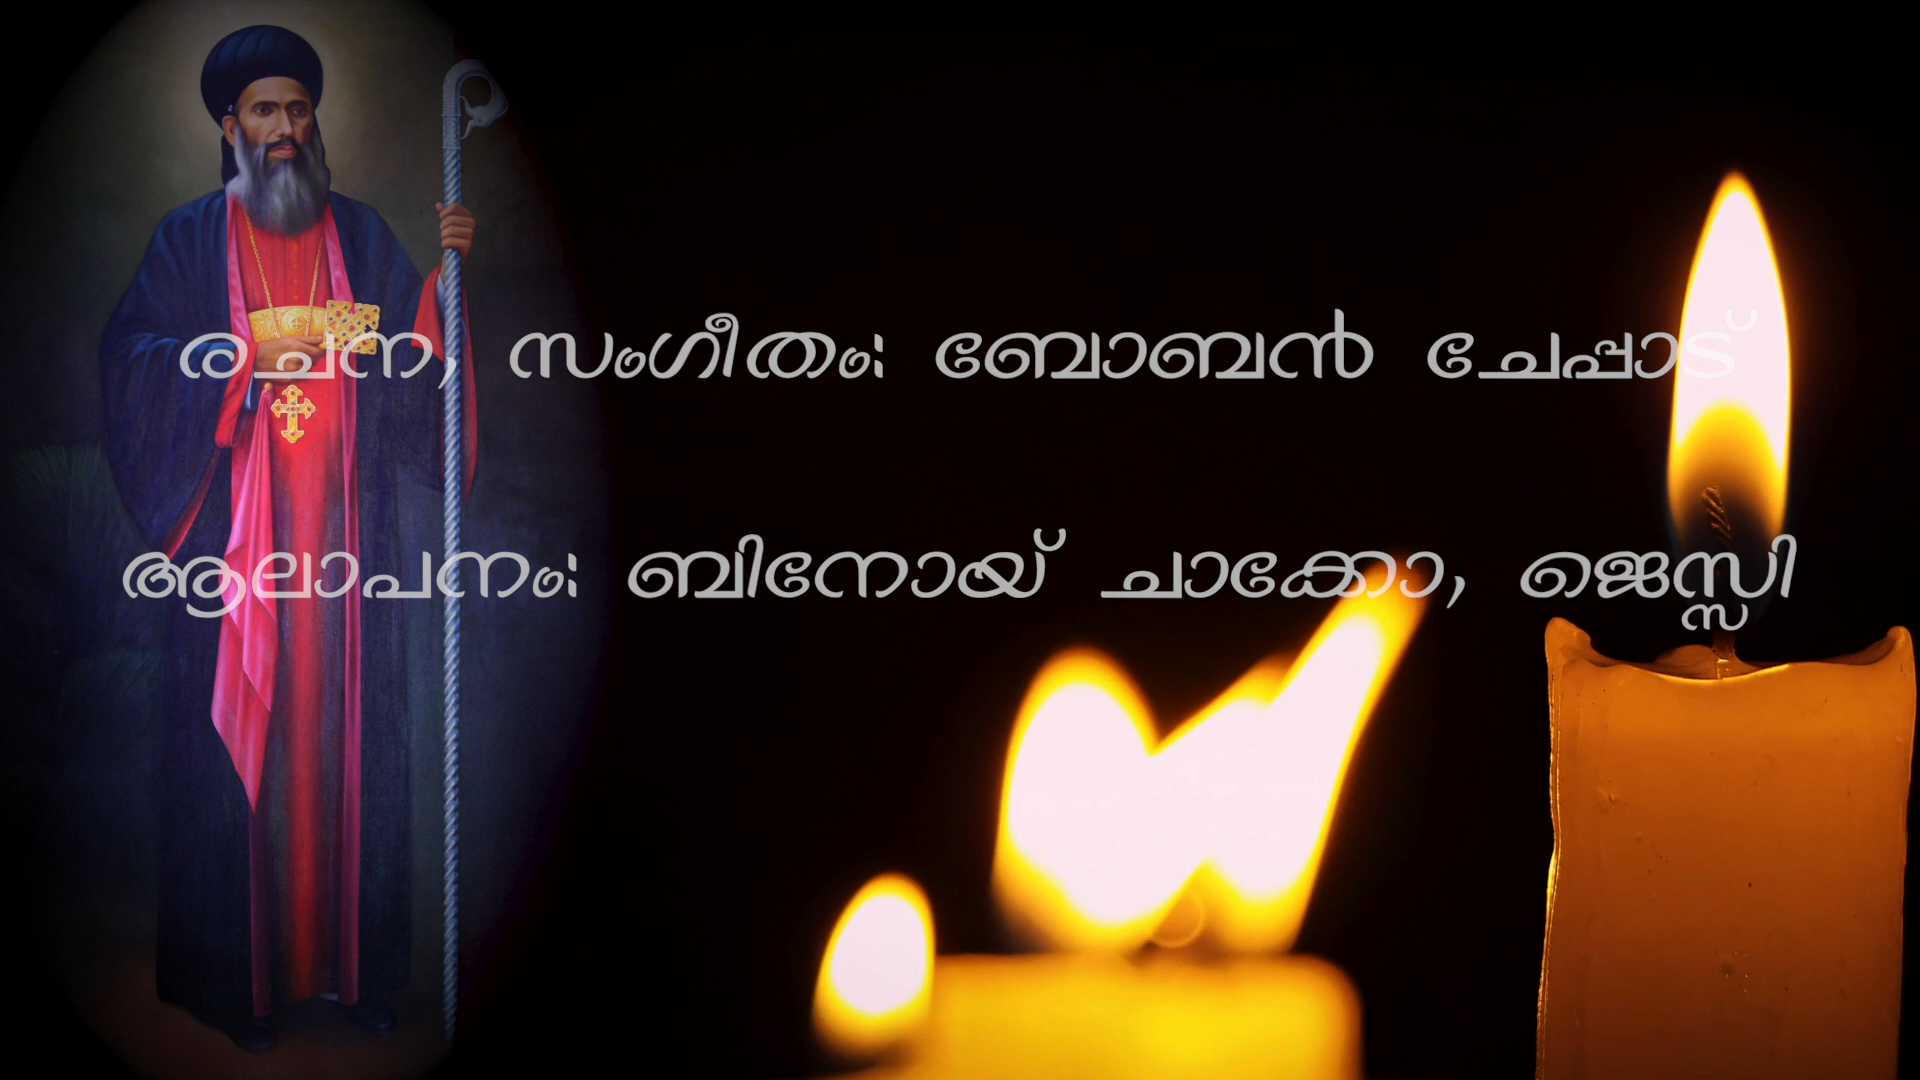 രചന, സംഗീതം: ബോബൻ ചേപ്പാട്
ആലാപനം: ബിനോയ് ചാക്കോ, ജെസ്സി